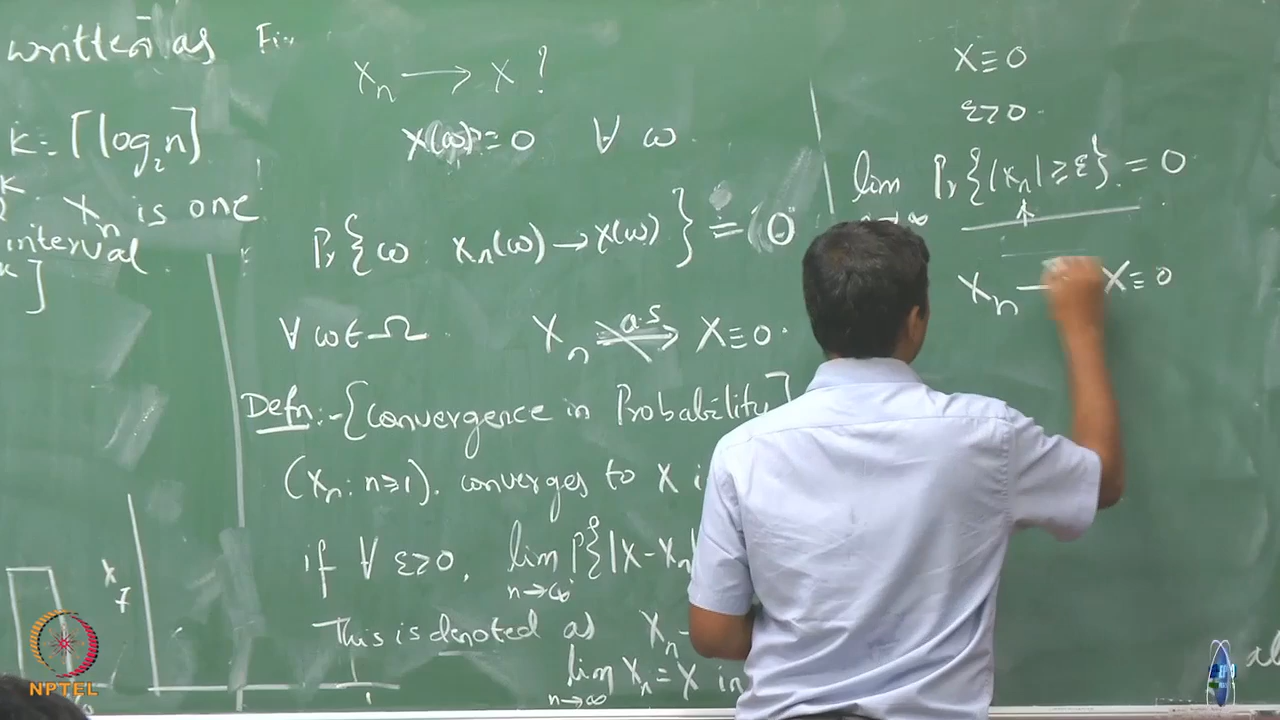 written as
k = ⌈log₂n⌉
Xn is one
interval
Xn → X ?
X(ω) = 0 ∀ ω
Pr{ω Xn(ω) → X(ω)} = 0
∀ ω ∈ Ω Xn a.s X ≡ 0.
Defn:- {Convergence in Probability}
(Xn : n ≥ 1). converges to X
if ∀ ε > 0, lim n→∞ P{|X - Xn|
This is denoted as Xn
lim n→∞ Xn = X in
X ≡ 0
ε > 0.
lim Pr{|Xn| ≥ ε} = 0
Xn X ≡ 0
X7
NPTEL